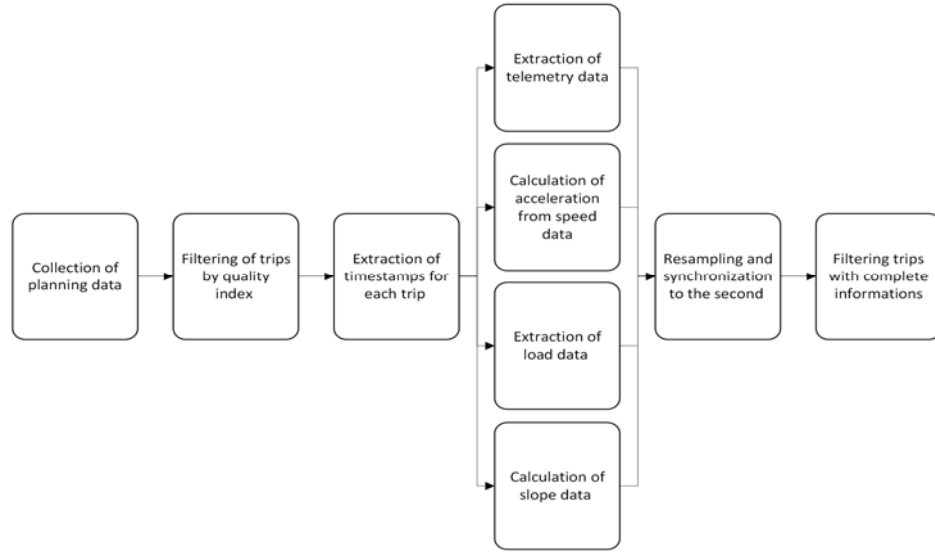 Collection of
planning data
Filtering of trips
by quality
index
Extraction of
timestamps for
each trip
Extraction of
telemetry data
Calculation of
acceleration
from speed
data
Extraction of
load data
Calculation of
slope data
Resampling and
synchronization
to the second
Filtering trips
with complete
informations